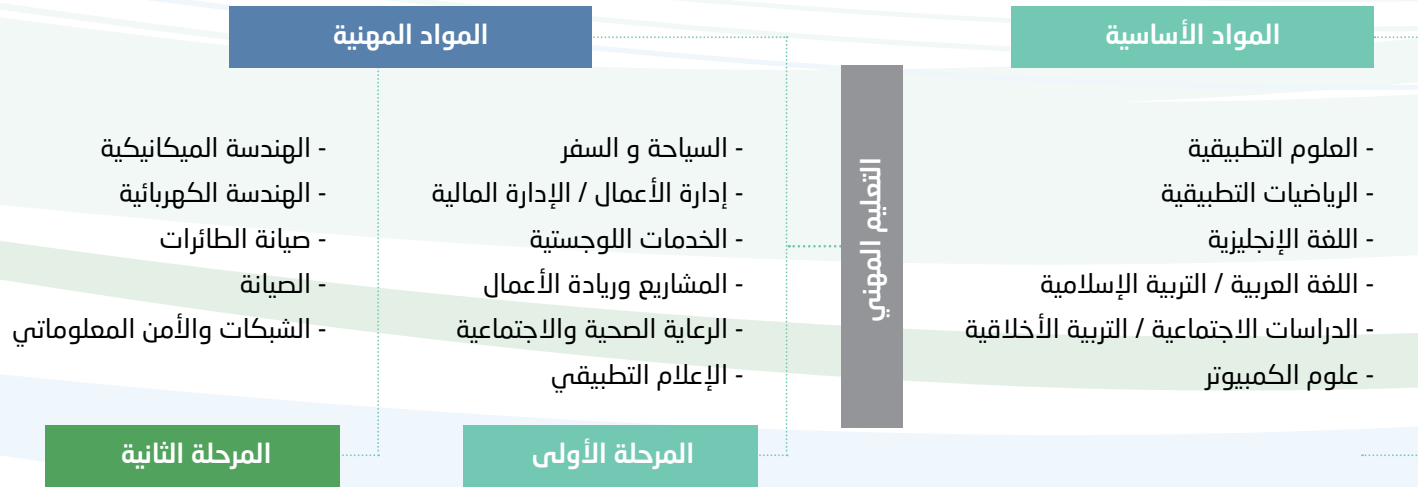 المواد الأساسية
- العلوم التطبيقية
- الرياضيات التطبيقية
- اللغة الإنجليزية
- اللغة العربية / التربية الإسلامية
- الدراسات الاجتماعية / التربية الأخلاقية
- علوم الكمبيوتر
التعليم المهني
المواد المهنية
- السياحة و السفر
- إدارة الأعمال / الإدارة المالية
- الخدمات اللوجستية
- المشاريع وريادة الأعمال
- الرعاية الصحية والاجتماعية
- الإعلام التطبيقي
المرحلة الأولى
- الهندسة الميكانيكية
- الهندسة الكهربائية
- صيانة الطائرات
- الصيانة
- الشبكات والأمن المعلوماتي
المرحلة الثانية